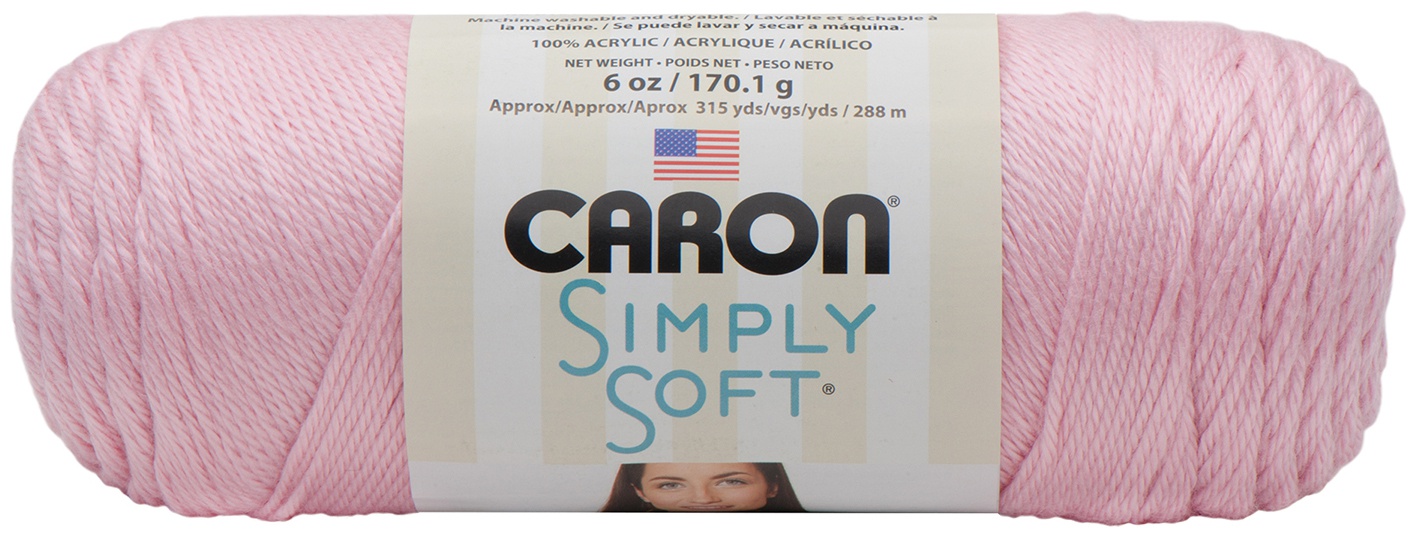 Machine washable and dryable. / Lavable et séchable à
la machine. / Se puede lavar y secar a máquina.
100% ACRYLIC / ACRYLIQUE / ACRÍLICO
NET WEIGHT • POIDS NET • PESO NETO
6 oz / 170.1 g
Approx/Approx/Aprox 315 yds/vgs/yds / 288 m
CARON®
SIMPLY
SOFT®